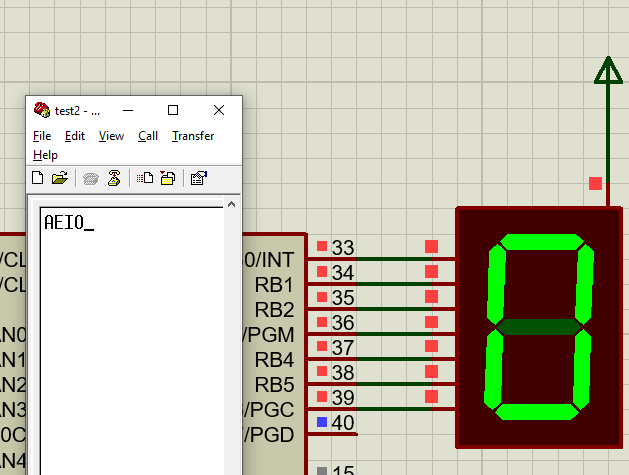 test2 - ...
File Edit View Call Transfer
Help
AEIO_
/CL
/CL
AN0
AN1
AN2
AN3
0C
AN4
0/INT 33
RB1 34
RB2 35
/PGM 36
RB4 37
RB5 38
/PGC 39
/PGD 40
15
0